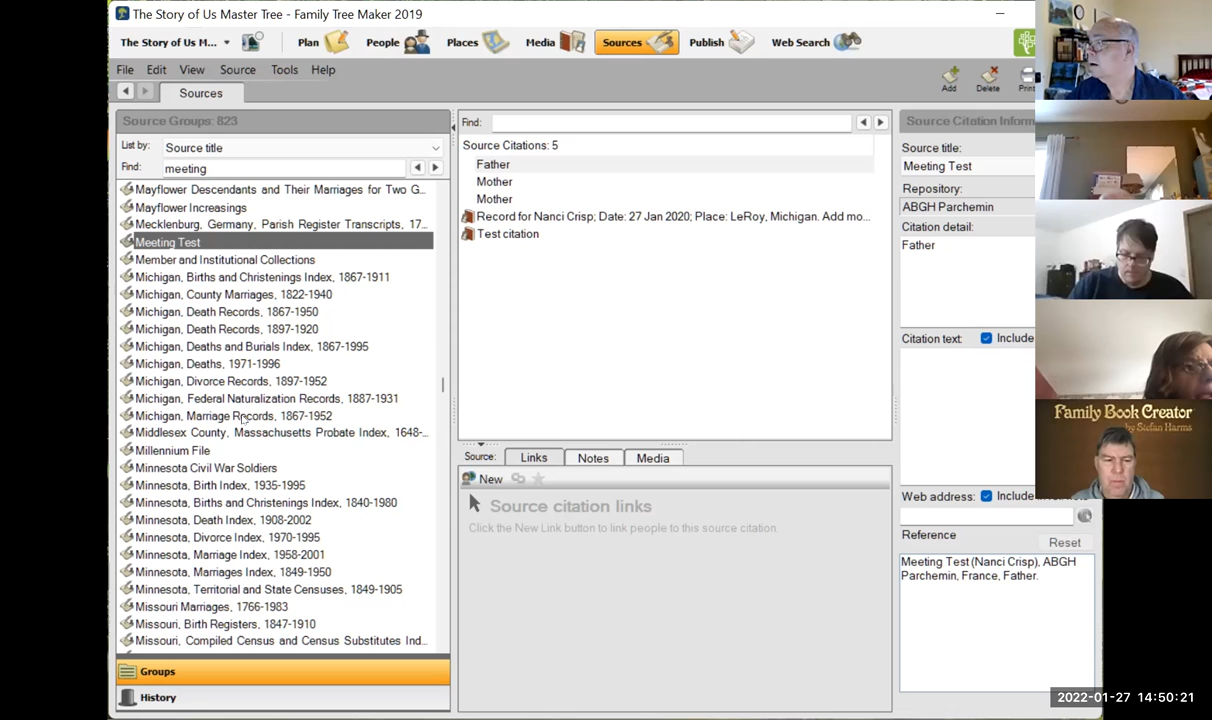 The Story of Us Master Tree - Family Tree Maker 2019
The Story of Us M...
Plan
People
Places
Media
Sources
Publish
Web Search
File Edit View Source Tools Help
Add
Delete
Prin
Sources
Source Groups: 823
List by:
Source title
Find:
meeting
Mayflower Descendants and Their Marriages for Two G...
Mayflower Increasings
Mecklenburg, Germany, Parish Register Transcripts, 17...
Meeting Test
Member and Institutional Collections
Michigan, Births and Christenings Index, 1867-1911
Michigan, County Marriages, 1822-1940
Michigan, Death Records, 1867-1950
Michigan, Death Records, 1897-1920
Michigan, Deaths and Burials Index, 1867-1995
Michigan, Deaths, 1971-1996
Michigan, Divorce Records, 1897-1952
Michigan, Federal Naturalization Records, 1887-1931
Michigan, Marriage Records, 1867-1952
Middlesex County, Massachusetts Probate Index, 1648-...
Millennium File
Minnesota Civil War Soldiers
Minnesota, Birth Index, 1935-1995
Minnesota, Births and Christenings Index, 1840-1980
Minnesota, Death Index, 1908-2002
Minnesota, Divorce Index, 1970-1995
Minnesota, Marriage Index, 1958-2001
Minnesota, Marriages Index, 1849-1950
Minnesota, Territorial and State Censuses, 1849-1905
Missouri Marriages, 1766-1983
Missouri, Birth Registers, 1847-1910
Missouri, Compiled Census and Census Substitutes Ind...
Groups
History
Find:
Source Citations: 5
Father
Mother
Mother
Record for Nanci Crisp; Date: 27 Jan 2020; Place: LeRoy, Michigan. Add mo...
Test citation
Source:
Links
Notes
Media
New
Source citation links
Click the New Link button to link people to this source citation.
Source Citation Inform
Source title:
Meeting Test
Repository:
ABGH Parchemin
Citation detail:
Father
Citation text:
Include
Web address:
Include
Reference
Reset
Meeting Test (Nanci Crisp), ABGH
Parchemin, France, Father.
Family Book Creator
by Stefan Harms
2022-01-27 14:50:21